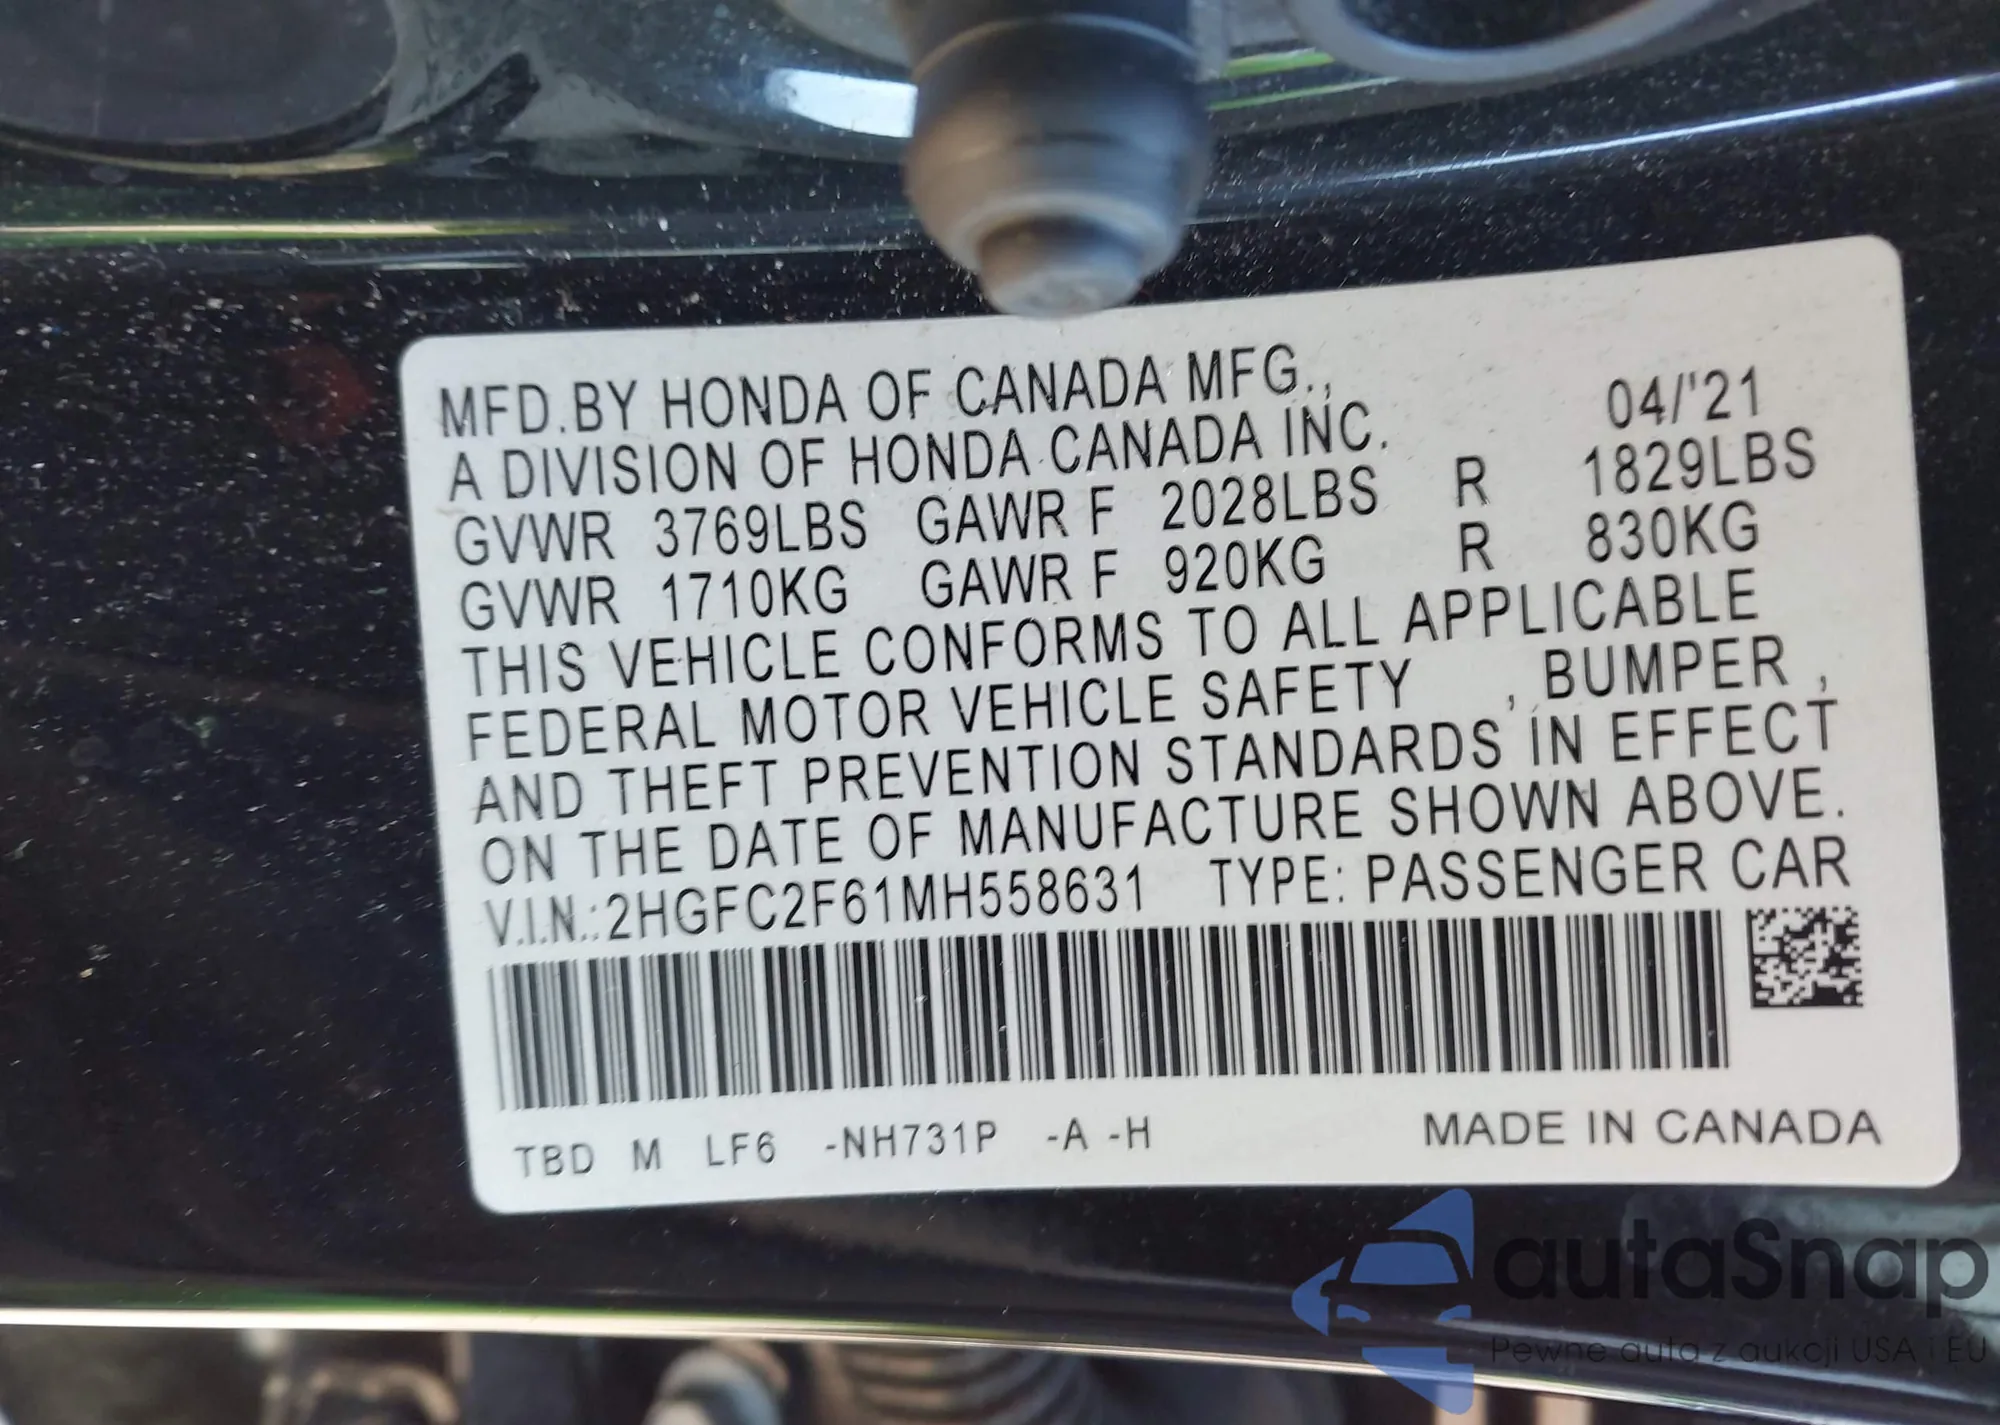 MFD.BY HONDA OF CANADA MFG., 04/'21
A DIVISION OF HONDA CANADA INC.
GVWR 3769LBS GAWR F 2028LBS R 1829LBS
GVWR 1710KG GAWR F 920KG R 830KG
THIS VEHICLE CONFORMS TO ALL APPLICABLE
FEDERAL MOTOR VEHICLE SAFETY , BUMPER ,
AND THEFT PREVENTION STANDARDS IN EFFECT
ON THE DATE OF MANUFACTURE SHOWN ABOVE.
V.I.N.:2HGFC2F61MH558631 TYPE: PASSENGER CAR
TBD M LF6 -NH731P -A -H MADE IN CANADA
autaSnap
Pewne auta z aukcji USA i EU